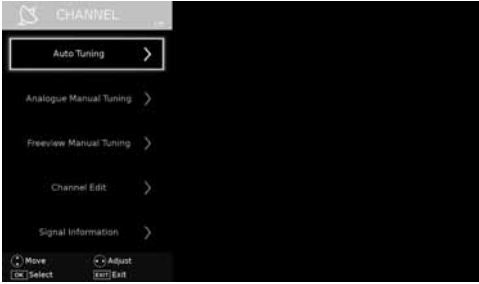 CHANNEL
Auto Tuning
Analogue Manual Tuning
Freeview Manual Tuning
Channel Edit
Signal Information
Move Adjust
OK Select EXIT Exit